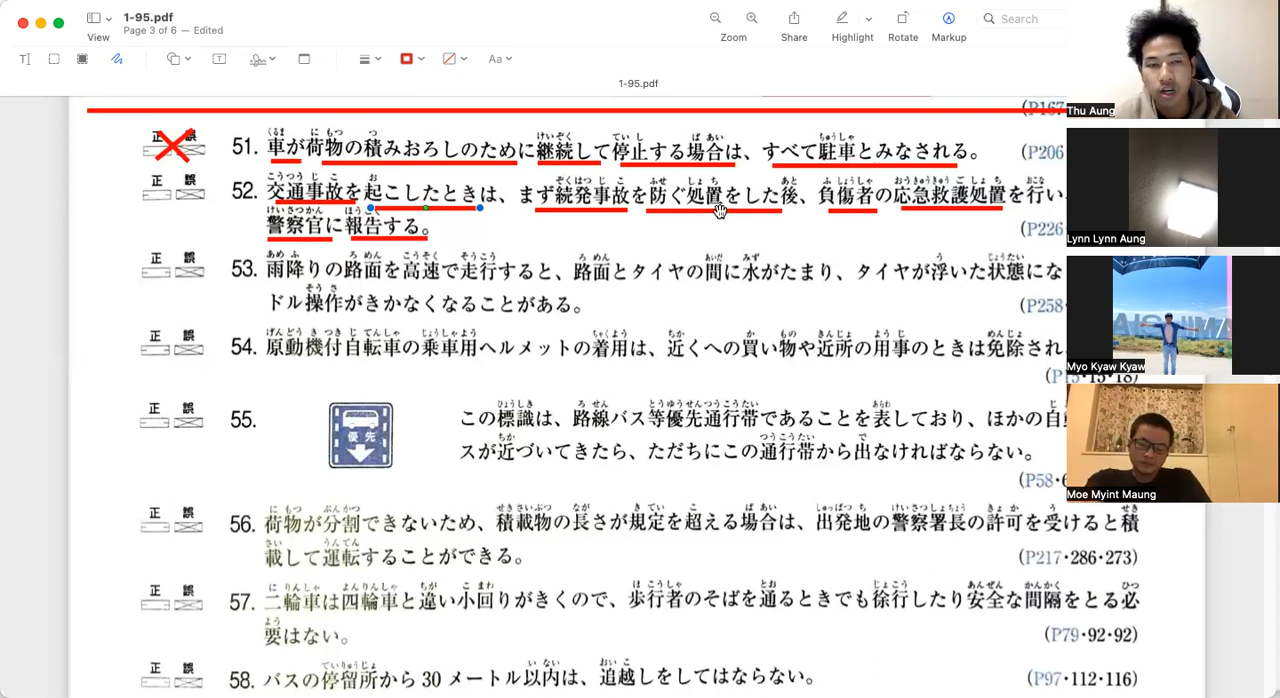 1-95.pdf
Page 3 of 6 — Edited
Search
View
Zoom
Share
Highlight
Rotate
Markup
Aa
1-95.pdf
(P167
正 誤 51. 車が荷物の積みおろしのために継続して停止する場合は、すべて駐車とみなされる。 (P206
正 誤 52. 交通事故を起こしたときは、まず続発事故を防ぐ処置をした後、負傷者の応急救護処置を行い
警察官に報告する。 (P226
正 誤 53. 雨降りの路面を高速で走行すると、路面とタイヤの間に水がたまり、タイヤが浮いた状態にな
ドル操作がきかなくなることがある。 (P258
正 誤 54. 原動機付自転車の乗車用ヘルメットの着用は、近くへの買い物や近所の用事のときは免除され
(P15・15・18)
正 誤 55. 優先 この標識は、路線バス等優先通行帯であることを表しており、ほかの自
スが近づいてきたら、ただちにこの通行帯から出なければならない。
(P58・6
正 誤 56. 荷物が分割できないため、積載物の長さが規定を超える場合は、出発地の警察署長の許可を受けると積
載して運転することができる。 (P217・286・273)
正 誤 57. 二輪車は四輪車と違い小回りがきくので、歩行者のそばを通るときでも徐行したり安全な間隔をとる必
要はない。 (P79・92・92)
正 誤 58. バスの停留所から30メートル以内は、追越しをしてはならない。 (P97・112・116)
Thu Aung
Lynn Lynn Aung
Myo Kyaw Kyaw
Moe Myint Maung